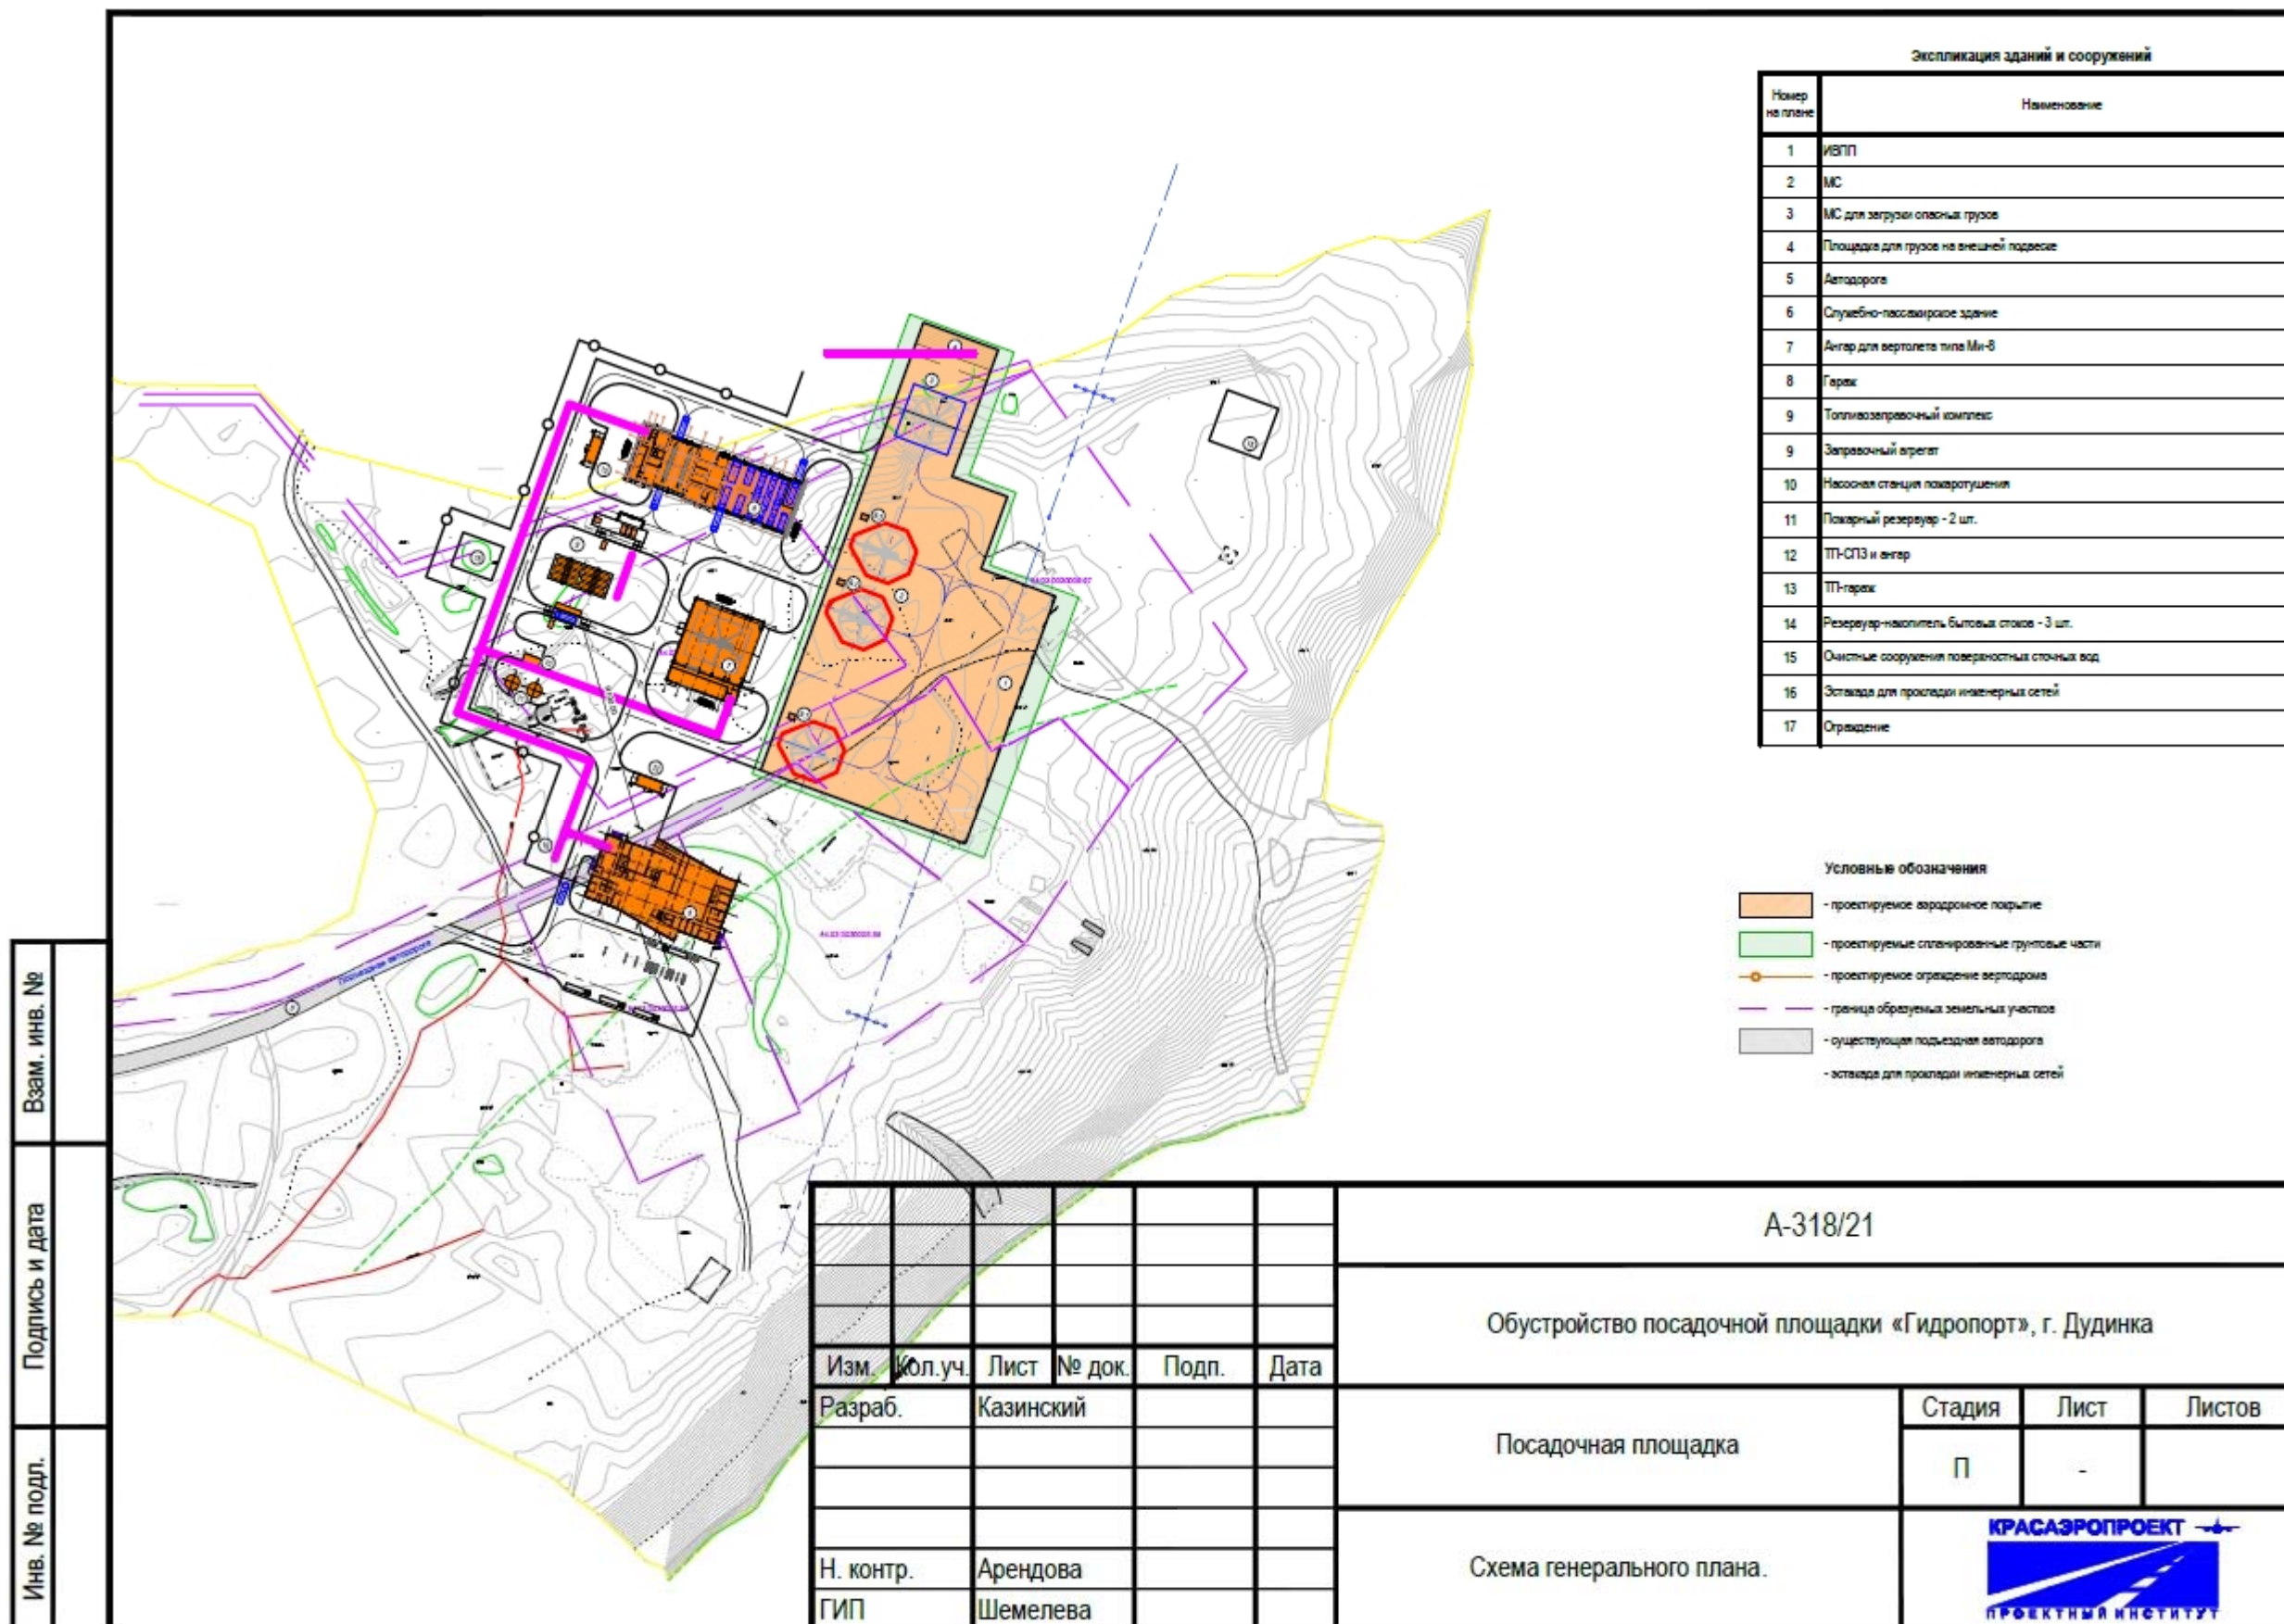 Экспликация зданий и сооружений
Номер
на плане
Наименование
1 ИВПП
2 МС
3 МС для загрузки опасных грузов
4 Площадка для грузов на внешней подвеске
5 Автодорога
6 Служебно-пассажирское здание
7 Ангар для вертолета типа Ми-8
8 Гараж
9 Топливозаправочный комплекс
9 Заправочный агрегат
10 Насосная станция пожаротушения
11 Пожарный резервуар - 2 шт.
12 ТП-СПЗ и ангар
13 ТП-гараж
14 Резервуар-накопитель бытовых стоков - 3 шт.
15 Очистные сооружения поверхностных сточных вод
16 Эстакада для прокладки инженерных сетей
17 Ограждение
Условные обозначения
- проектируемое аэродромное покрытие
- проектируемые спланированные грунтовые части
- проектируемое ограждение вертодрома
- граница образуемых земельных участков
- существующая подъездная автодорога
- эстакада для прокладки инженерных сетей
Подъездная автодорога
Взам. инв. №
Подпись и дата
Инв. № подл.
А-318/21
Обустройство посадочной площадки «Гидропорт», г. Дудинка
Изм. Кол.уч. Лист № док. Подп. Дата
Разраб. Казинский
Посадочная площадка
Стадия Лист Листов
П -
Н. контр. Арендова
ГИП Шемелева
Схема генерального плана.
КРАСАЭРОПРОЕКТ
ПРОЕКТНЫЙ ИНСТИТУТ